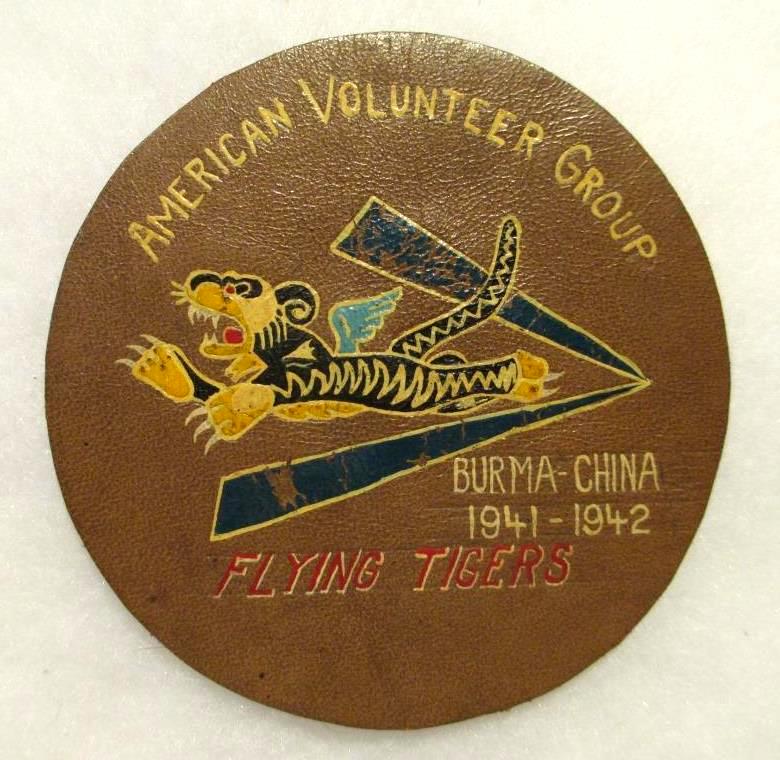 AMERICAN VOLUNTEER GROUP
BURMA-CHINA
1941-1942
FLYING TIGERS